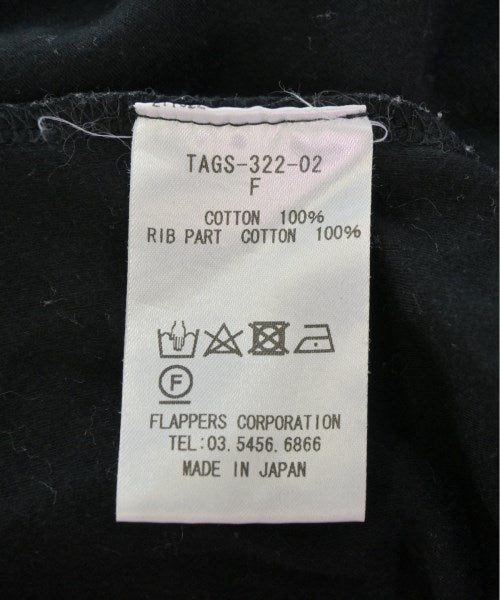 TAGS-322-02
F
COTTON 100%
RIB PART COTTON 100%
F
FLAPPERS CORPORATION
TEL:03.5456.6866
MADE IN JAPAN